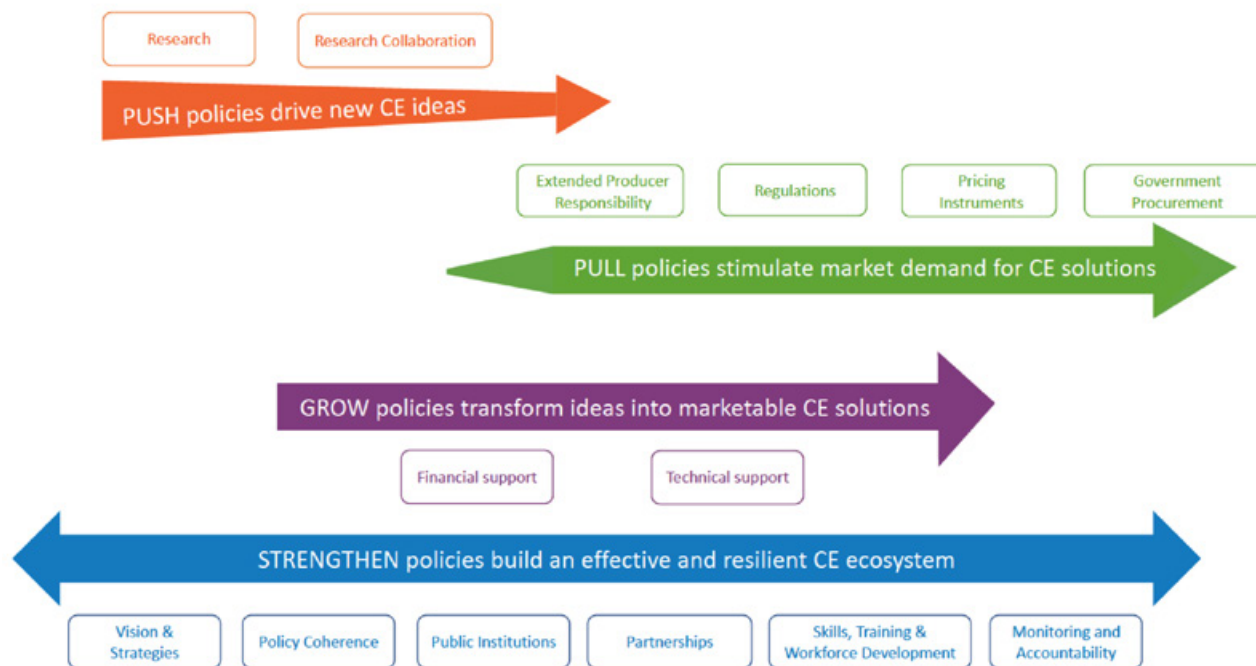 Research
Research Collaboration
PUSH policies drive new CE ideas
Extended Producer
Responsibility
Regulations
Pricing
Instruments
Government
Procurement
PULL policies stimulate market demand for CE solutions
GROW policies transform ideas into marketable CE solutions
Financial support
Technical support
STRENGTHEN policies build an effective and resilient CE ecosystem
Vision &
Strategies
Policy Coherence
Public Institutions
Partnerships
Skills, Training &
Workforce Development
Monitoring and
Accountability